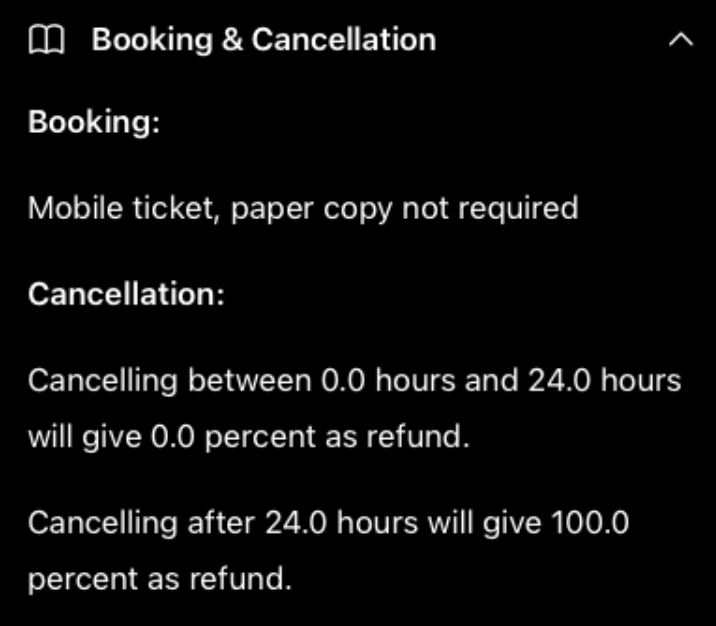 Booking & Cancellation
Booking:
Mobile ticket, paper copy not required
Cancellation:
Cancelling between 0.0 hours and 24.0 hours
will give 0.0 percent as refund.
Cancelling after 24.0 hours will give 100.0
percent as refund.